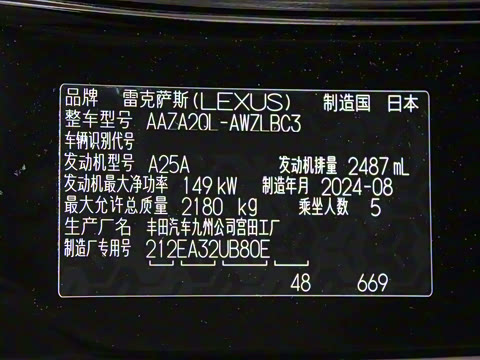 品牌 雷克萨斯(LEXUS) 制造国 日本
整车型号 AAZA20L-AWZLBC3
车辆识别代号
发动机型号 A25A 发动机排量 2487 mL
发动机最大净功率 149 kW 制造年月 2024-08
最大允许总质量 2180 kg 乘坐人数 5
生产厂名 丰田汽车九州公司宫田工厂
制造厂专用号 212EA32UB80E
48 669